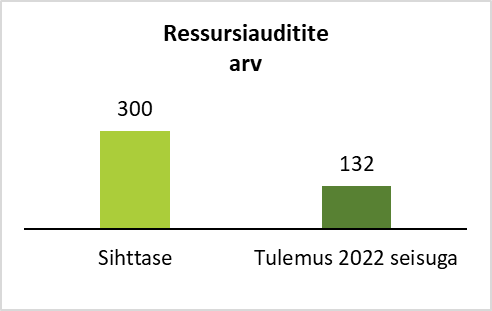 Ressursiauditite
arv
300
132
Sihttase
Tulemus 2022 seisuga